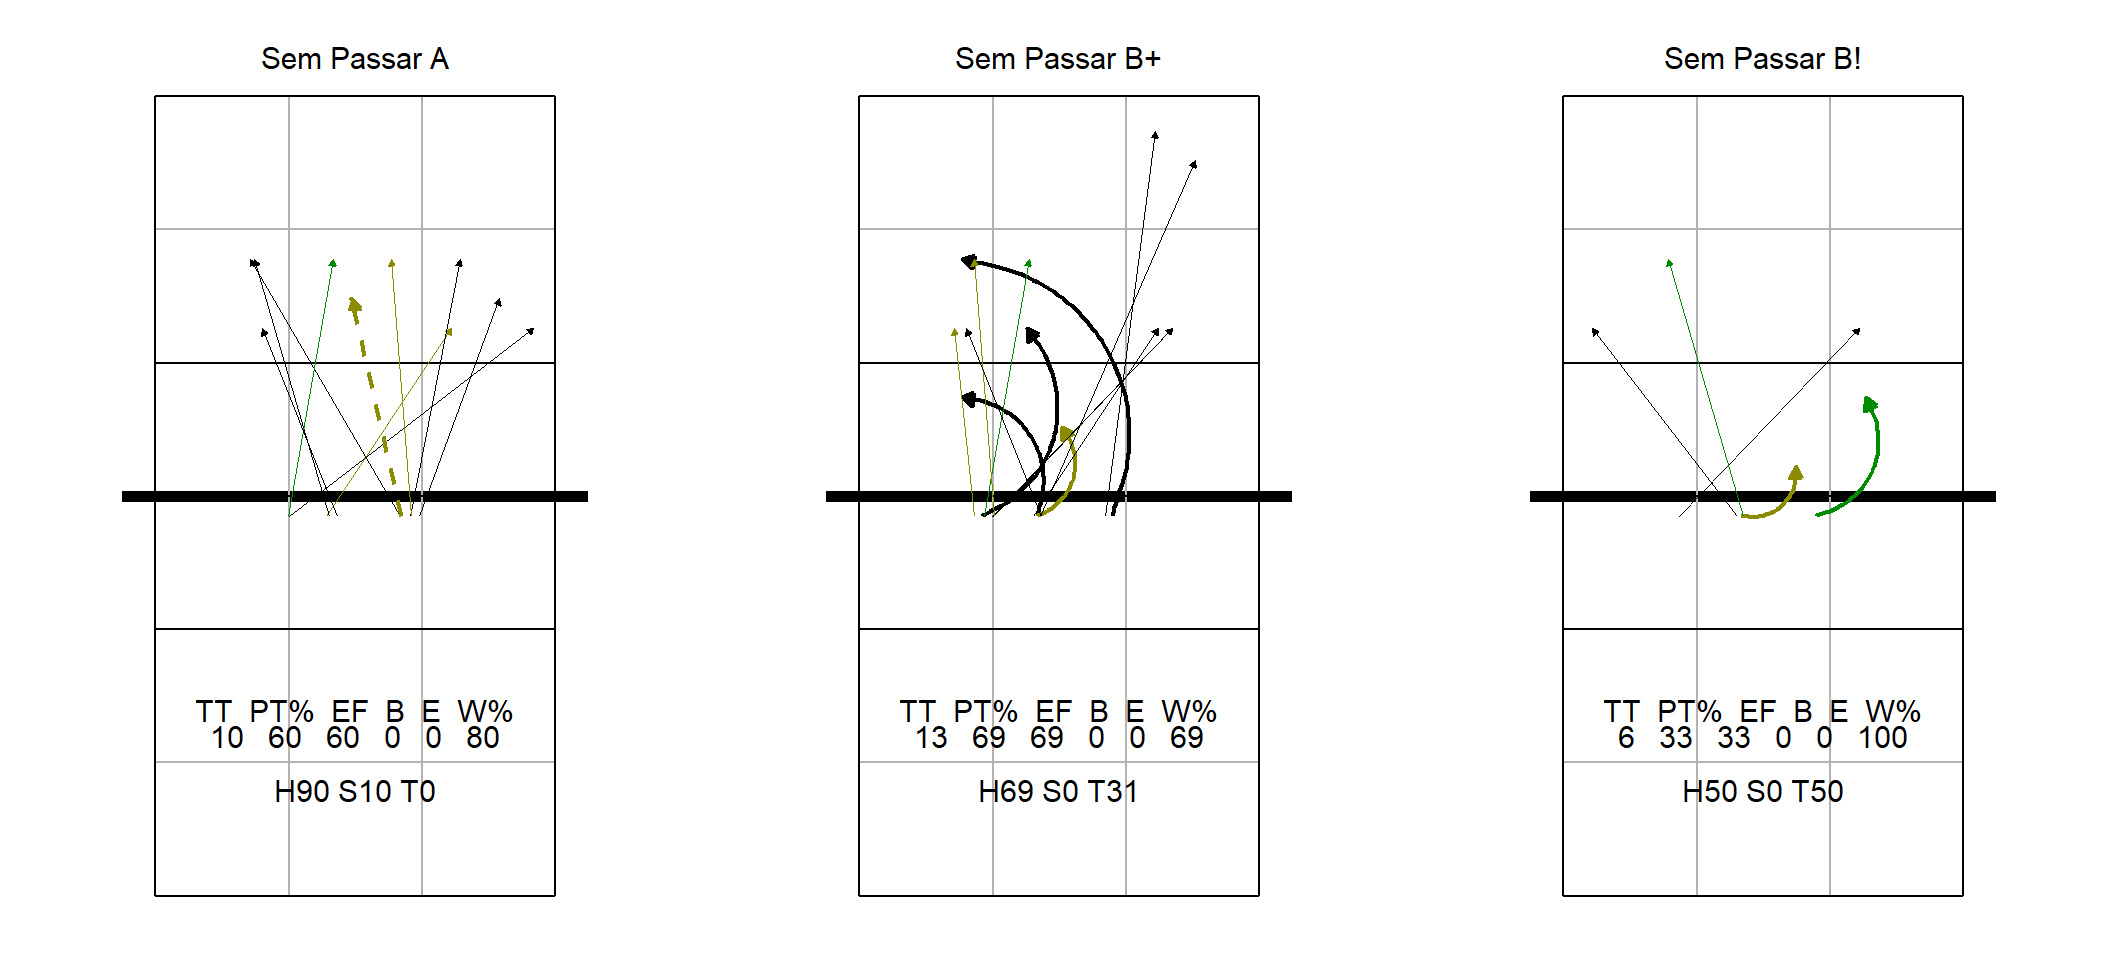 Sem Passar A
TT PT% EF B E W%
10 60 60 0 0 80
H90 S10 T0
Sem Passar B+
TT PT% EF B E W%
13 69 69 0 0 69
H69 S0 T31
Sem Passar B!
TT PT% EF B E W%
6 33 33 0 0 100
H50 S0 T50